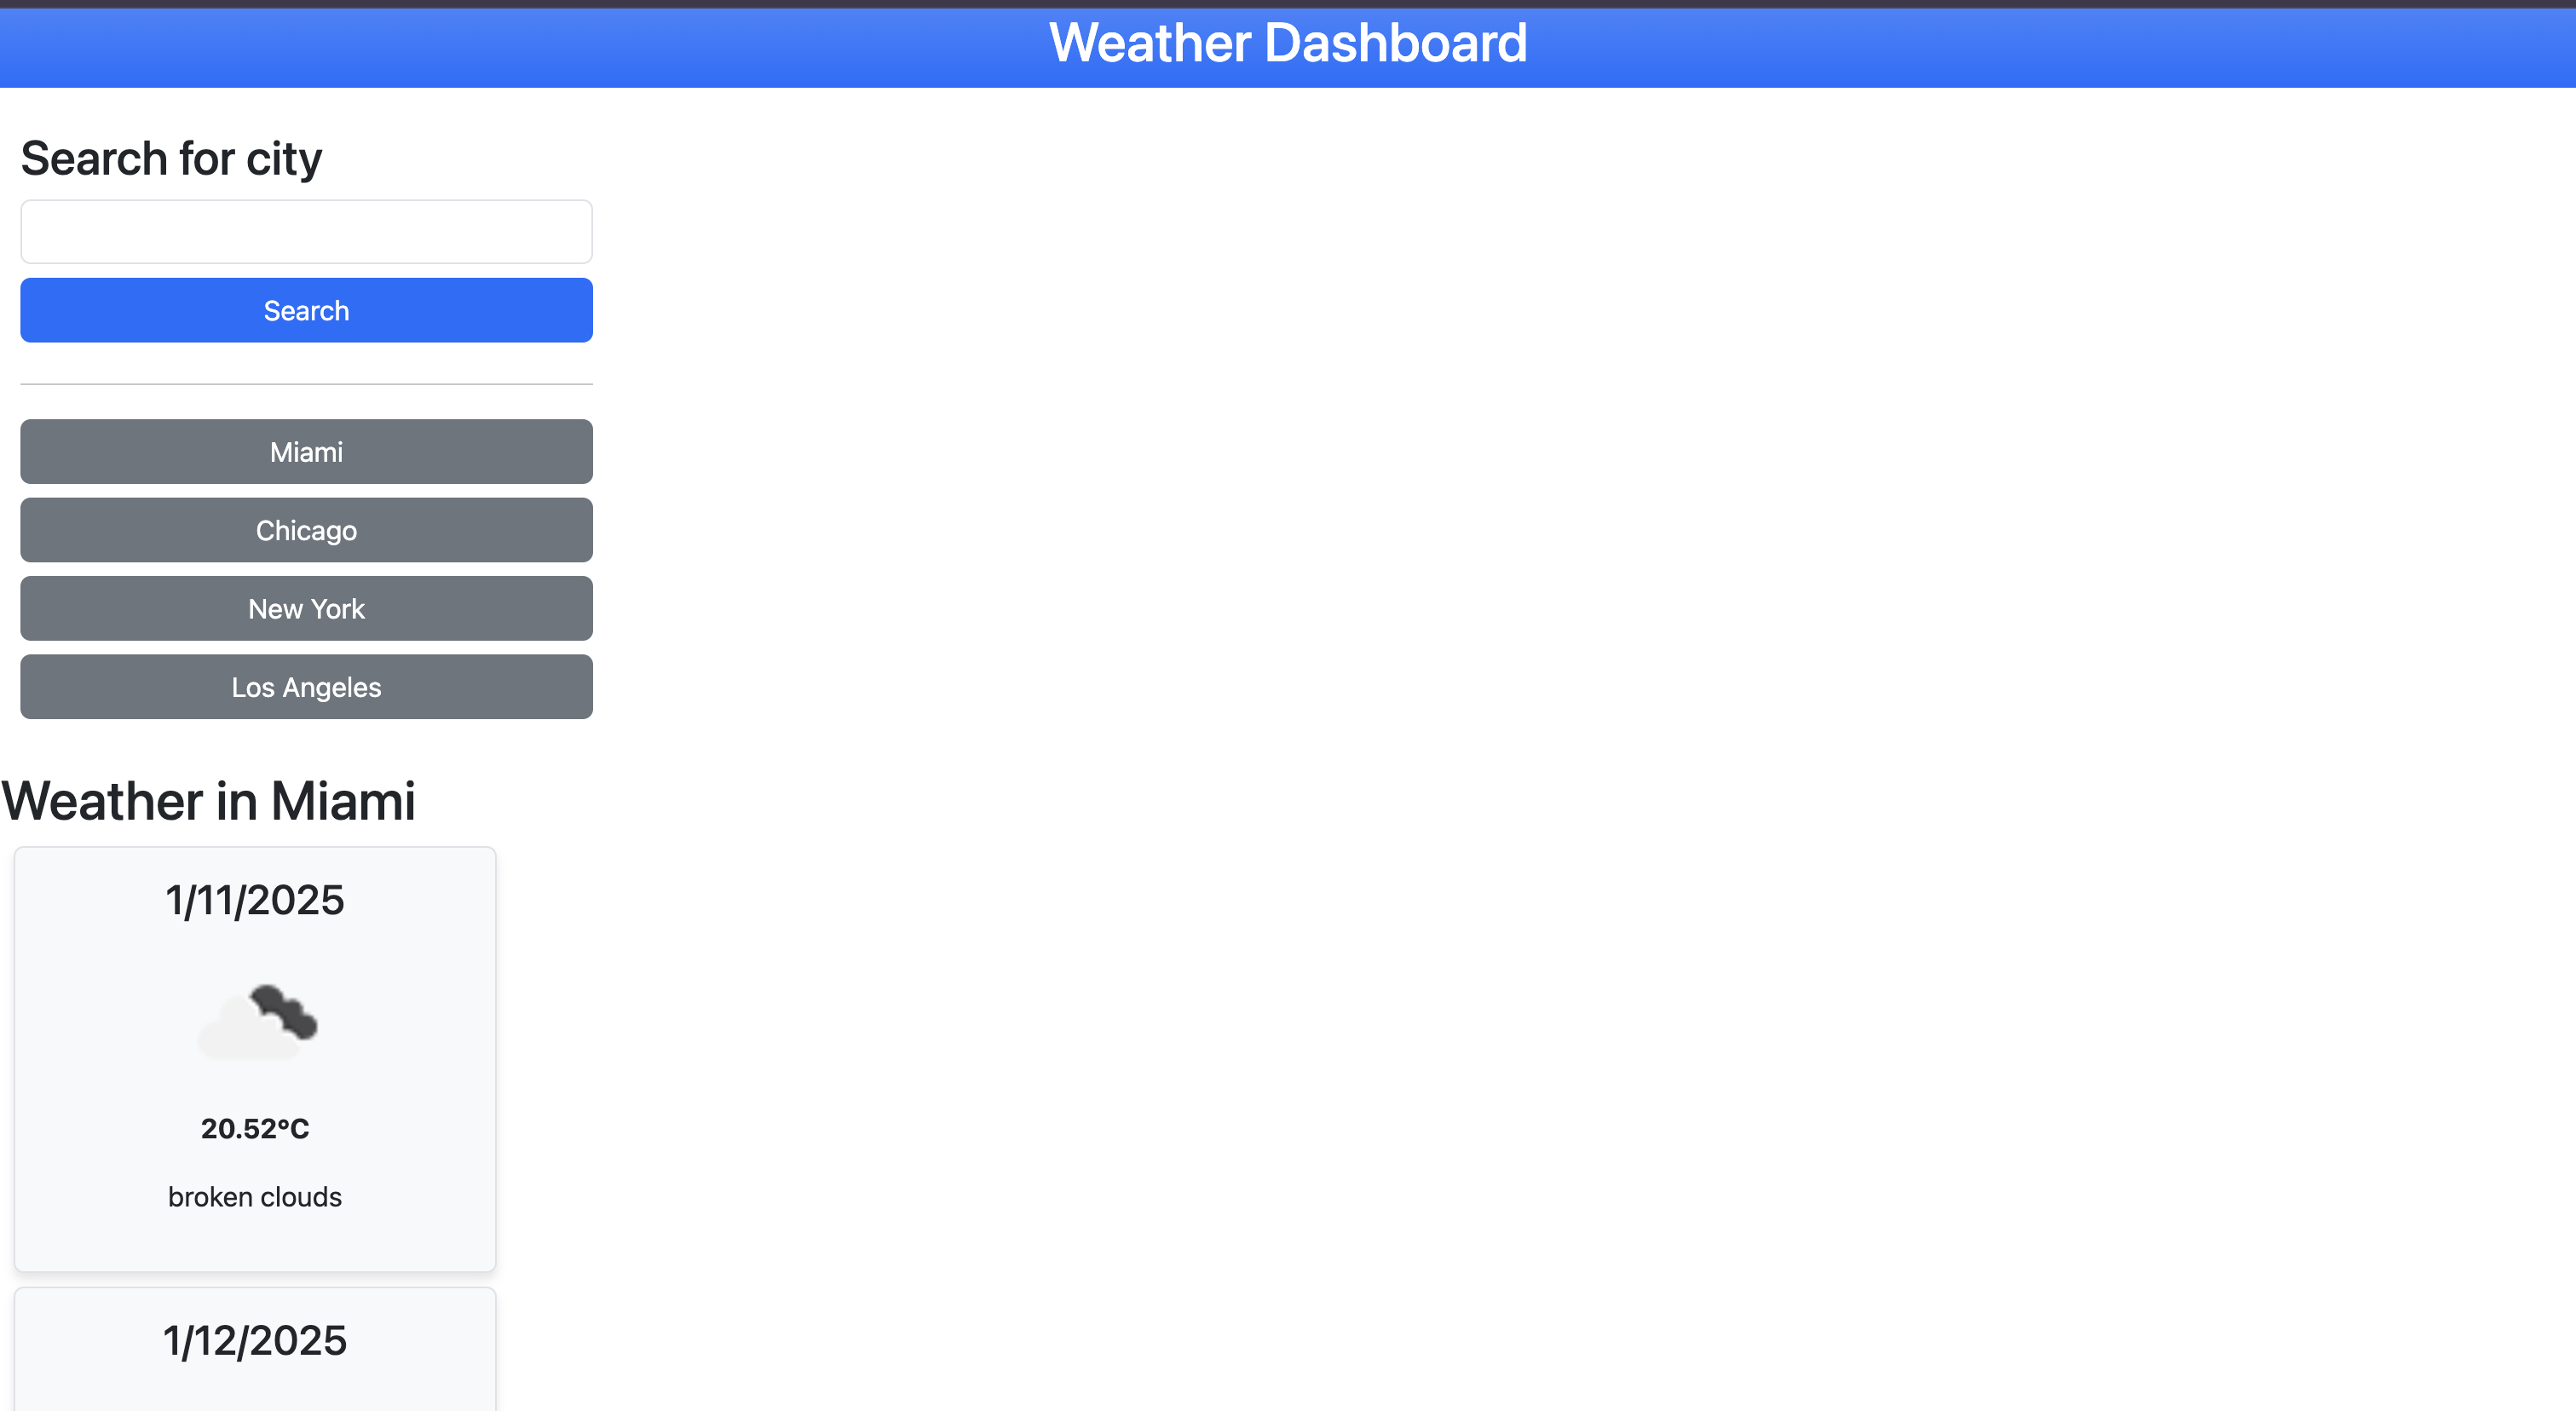 Weather Dashboard
Search for city
Search
Miami
Chicago
New York
Los Angeles
Weather in Miami
1/11/2025
20.52°C
broken clouds
1/12/2025